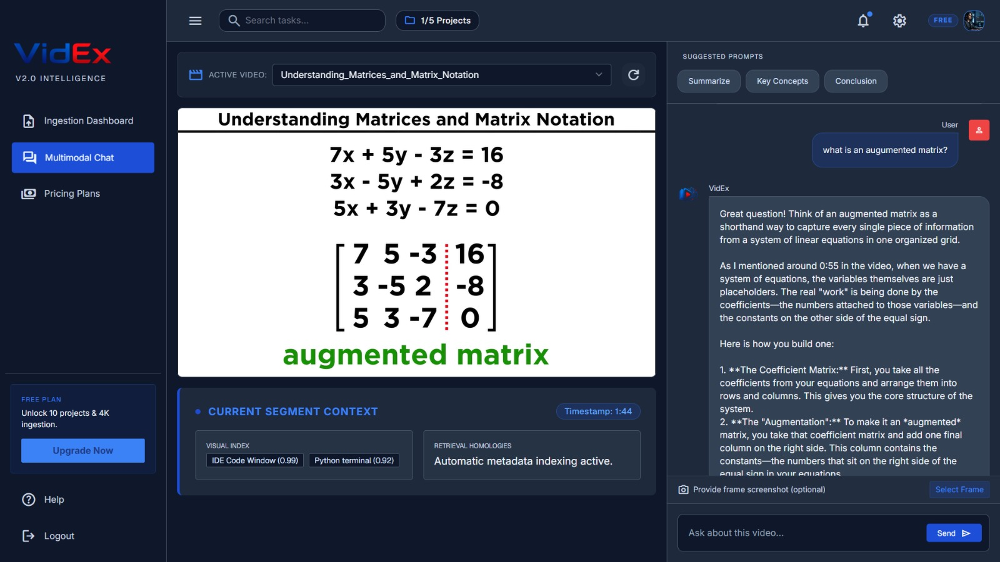 VidEx
V2.0 INTELLIGENCE
Ingestion Dashboard
Multimodal Chat
Pricing Plans
FREE PLAN
Unlock 10 projects & 4K
ingestion.
Upgrade Now
Help
Logout
Search tasks...
1/5 Projects
FREE
ACTIVE VIDEO:
Understanding_Matrices_and_Matrix_Notation
Understanding Matrices and Matrix Notation
7x + 5y - 3z = 16
3x - 5y + 2z = -8
5x + 3y - 7z = 0
7 5 -3 16
3 -5 2 -8
5 3 -7 0
augmented matrix
CURRENT SEGMENT CONTEXT
Timestamp: 1:44
VISUAL INDEX
IDE Code Window (0.99)
Python terminal (0.92)
RETRIEVAL HOMOLOGIES
Automatic metadata indexing active.
SUGGESTED PROMPTS
Summarize
Key Concepts
Conclusion
User
what is an augumented matrix?
VidEx
Great question! Think of an augmented matrix as a
shorthand way to capture every single piece of information
from a system of linear equations in one organized grid.
As I mentioned around 0:55 in the video, when we have a
system of equations, the variables themselves are just
placeholders. The real "work" is being done by the
coefficients—the numbers attached to those variables—and
the constants on the other side of the equal sign.
Here is how you build one:
1. **The Coefficient Matrix:** First, you take all the
coefficients from your equations and arrange them into
rows and columns. This gives you the core structure of the
system.
2. **The "Augmentation":** To make it an *augmented*
matrix, you take that coefficient matrix and add one final
column on the right side. This column contains the
constants—the numbers that sit on the right side of the
equal sign in your equations.
Provide frame screenshot (optional)
Select Frame
Ask about this video...
Send